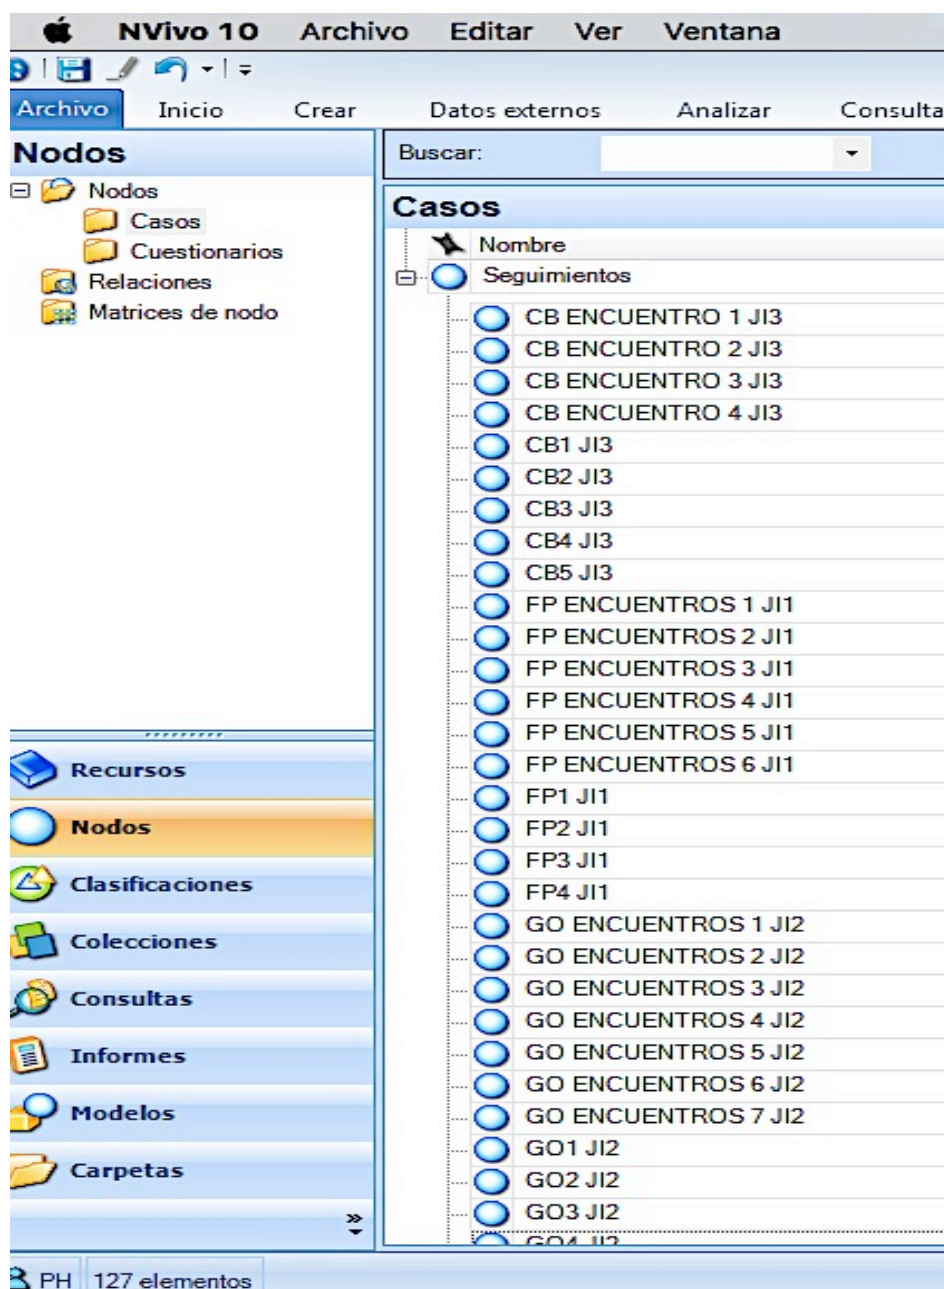 NVivo 10 Archivo Editar Ver Ventana
Archivo Inicio Crear Datos externos Analizar Consulta
Nodos
Nodos
Casos
Cuestionarios
Relaciones
Matrices de nodo
Recursos
Nodos
Clasificaciones
Colecciones
Consultas
Informes
Modelos
Carpetas
Buscar:
Casos
Nombre
Seguimientos
CB ENCUENTRO 1 JI3
CB ENCUENTRO 2 JI3
CB ENCUENTRO 3 JI3
CB ENCUENTRO 4 JI3
CB1 JI3
CB2 JI3
CB3 JI3
CB4 JI3
CB5 JI3
FP ENCUENTROS 1 JI1
FP ENCUENTROS 2 JI1
FP ENCUENTROS 3 JI1
FP ENCUENTROS 4 JI1
FP ENCUENTROS 5 JI1
FP ENCUENTROS 6 JI1
FP1 JI1
FP2 JI1
FP3 JI1
FP4 JI1
GO ENCUENTROS 1 JI2
GO ENCUENTROS 2 JI2
GO ENCUENTROS 3 JI2
GO ENCUENTROS 4 JI2
GO ENCUENTROS 5 JI2
GO ENCUENTROS 6 JI2
GO ENCUENTROS 7 JI2
GO1 JI2
GO2 JI2
GO3 JI2
GO4 JI2
PH 127 elementos